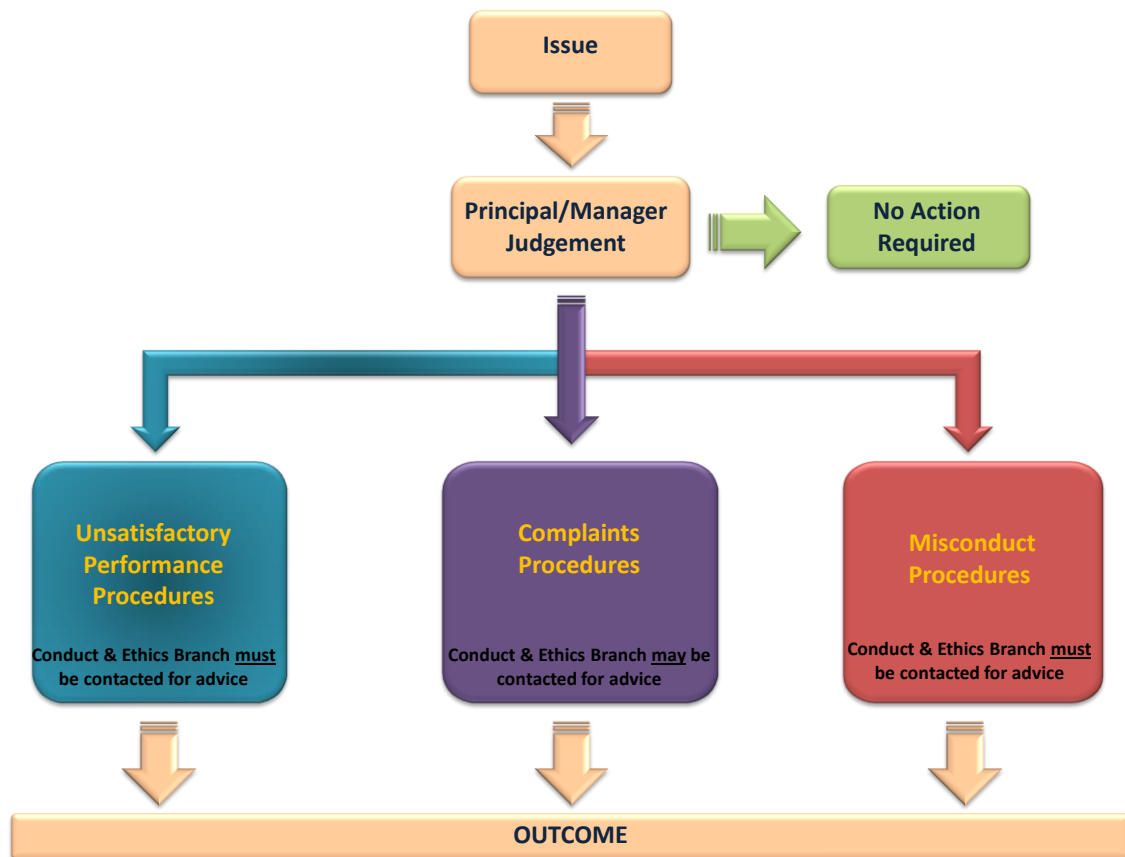 Issue
Principal/Manager
Judgement
No Action
Required
Unsatisfactory
Performance
Procedures
Conduct & Ethics Branch must
be contacted for advice
Complaints
Procedures
Conduct & Ethics Branch may be
contacted for advice
Misconduct
Procedures
Conduct & Ethics Branch must
be contacted for advice
OUTCOME